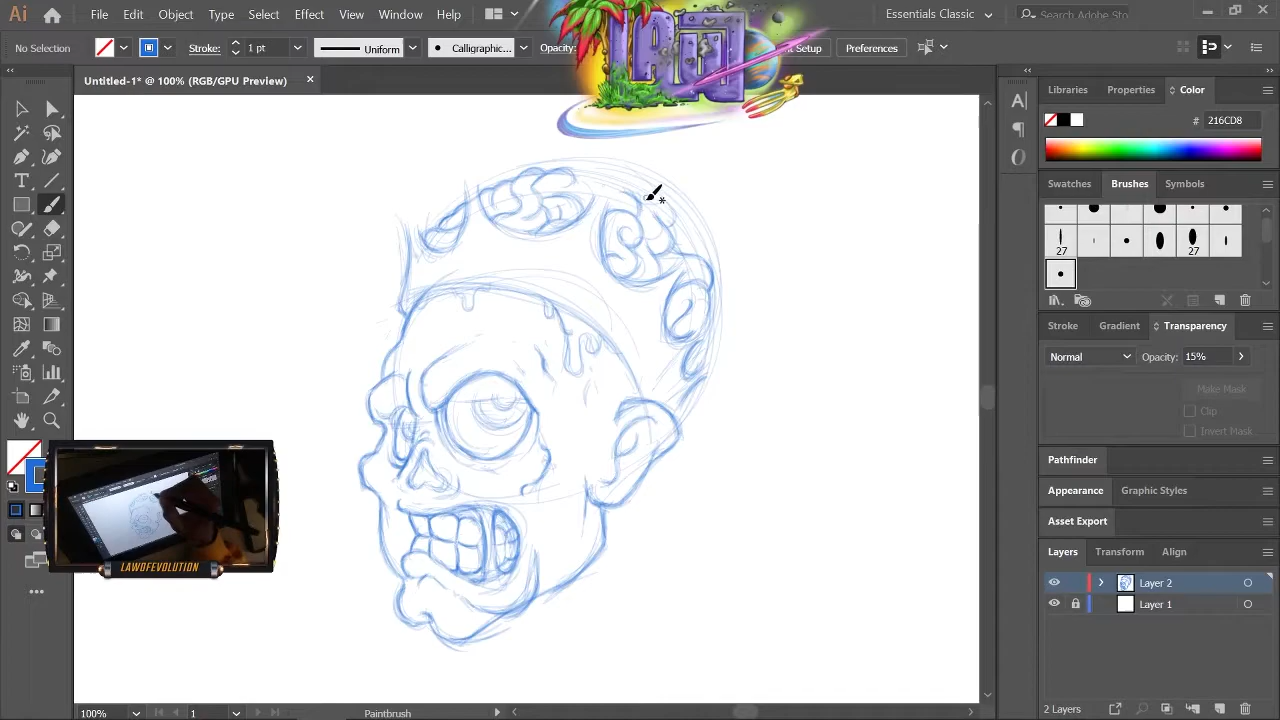 Ai File Edit Object Type Select Effect View Window Help Essentials Classic Search Adobe Sto
No Selection Stroke: 1 pt Uniform Calligraphic... Opacity: Setup Preferences
Untitled-1* @ 100% (RGB/GPU Preview)
Libraries Properties Color
# 216CD8
Swatche Brushes Symbols
27 27
Stroke Gradient Transparency
Normal Opacity: 15%
Make Mask
Clip
Invert Mask
Pathfinder
Appearance Graphic Styles
Asset Export
Layers Transform Align
Layer 2
Layer 1
LAWOFEVOLUTION
100% 1 Paintbrush
2 Layers